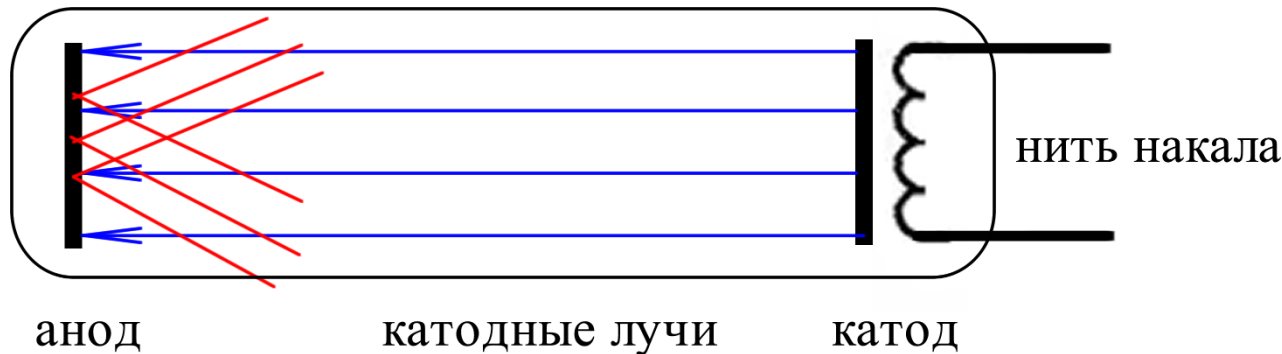 нить накала
анод
катодные лучи
катод